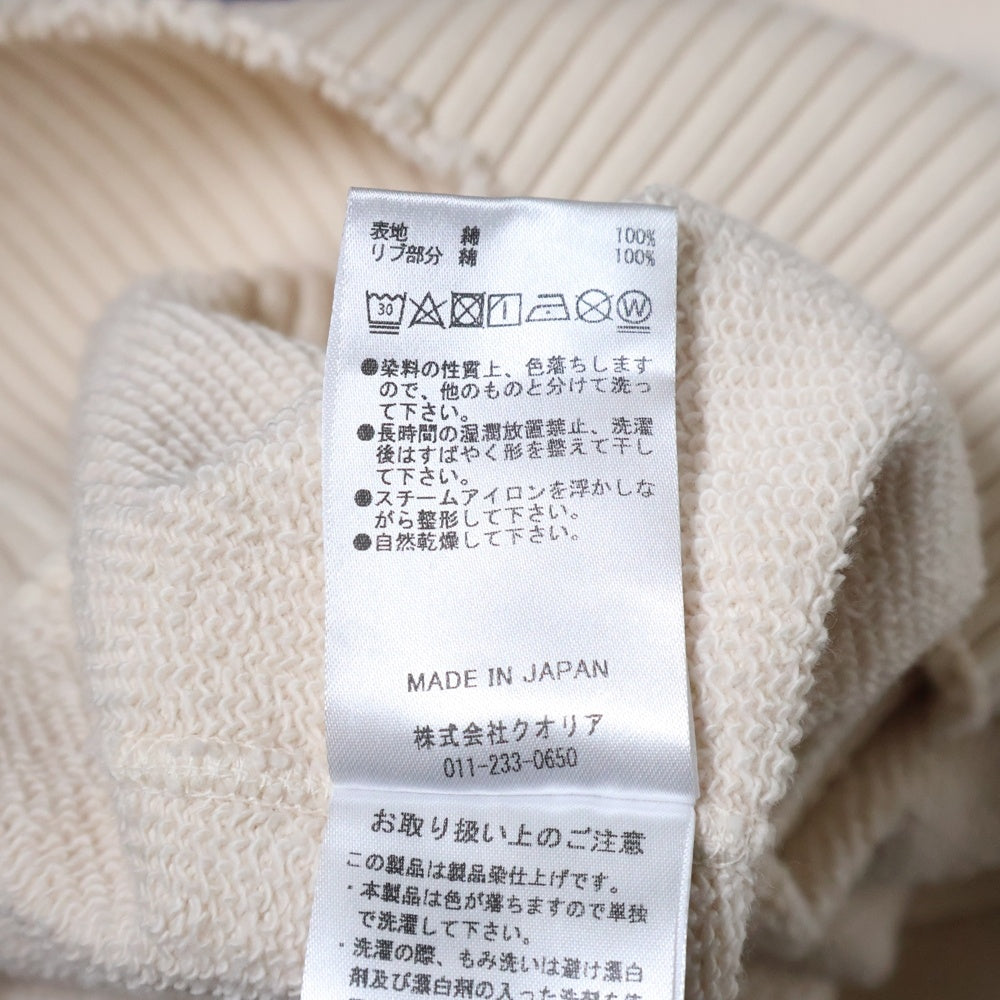 表地 綿 100%
リブ部分 綿 100%
30 W
●染料の性質上、色落ちします
ので、他のものと分けて洗っ
て下さい。
●長時間の湿潤放置禁止、洗濯
後はすばやく形を整えて干し
て下さい。
●スチームアイロンを浮かしな
がら整形して下さい。
●自然乾燥して下さい。
MADE IN JAPAN
株式会社クオリア
011-233-0650
お取り扱い上のご注意
この製品は製品染仕上げです。
・本製品は色が落ちますので単独
で洗濯して下さい。
・洗濯の際、もみ洗いは避け漂白
剤及び漂白剤の入った洗剤を使